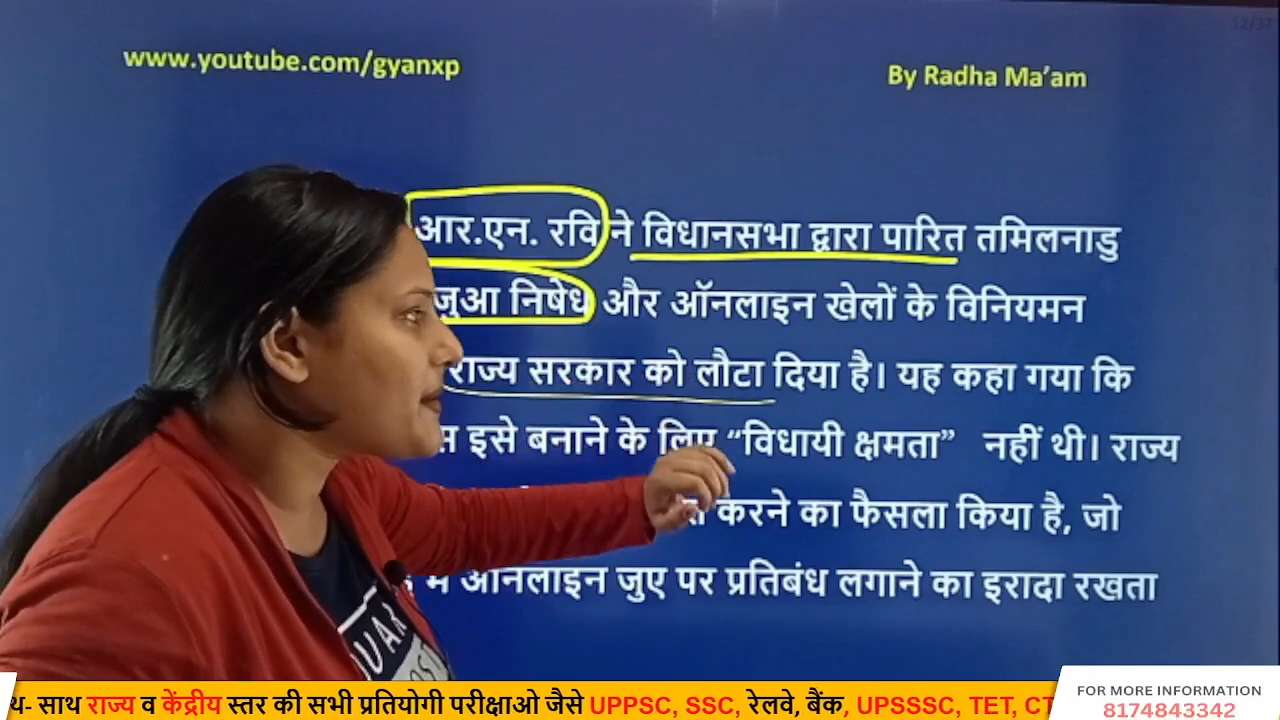 www.youtube.com/gyanxp
By Radha Ma'am
आर.एन. रवि ने विधानसभा द्वारा पारित तमिलनाडु
जुआ निषेध और ऑनलाइन खेलों के विनियमन
राज्य सरकार को लौटा दिया है। यह कहा गया कि
इसे बनाने के लिए “विधायी क्षमता” नहीं थी। राज्य
करने का फैसला किया है, जो
में ऑनलाइन जुए पर प्रतिबंध लगाने का इरादा रखता
थ- साथ राज्य व केंद्रीय स्तर की सभी प्रतियोगी परीक्षाओ जैसे UPPSC, SSC, रेलवे, बैंक, UPSSSC, TET, CT
FOR MORE INFORMATION
8174843342